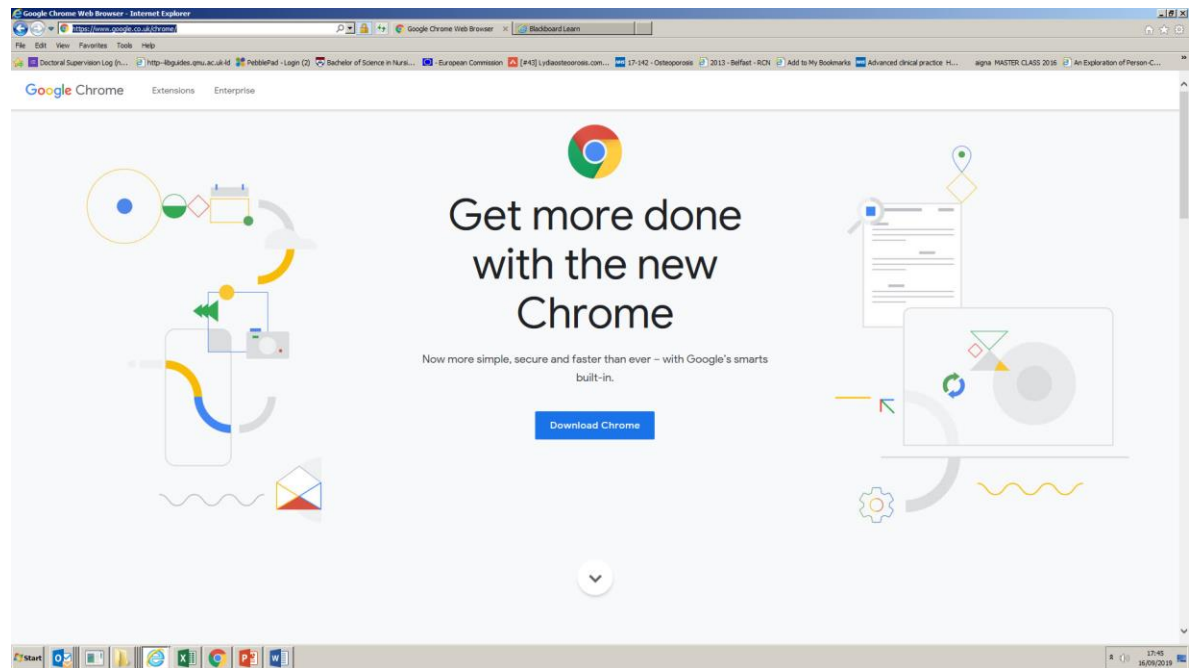 Google Chrome Web Browser - Internet Explorer
https://www.google.co.uk/chrome/
Google Chrome Web Browser
Blackboard Learn
File Edit View Favorites Tools Help
Doctoral Supervision Log (n... PebblePad - Login (2) Bachelor of Science in Nursi... - European Commission 17-142 - Osteoporosis 2013 - Belfast - RCN Add to My Bookmarks Advanced clinical practice H... aigna MASTER CLASS 2016 An Exploration of Person-C...
Google Chrome Extensions Enterprise
Get more done
with the new
Chrome
Now more simple, secure and faster than ever – with Google's smarts
built-in.
Download Chrome
Start
17:45
16/09/2019